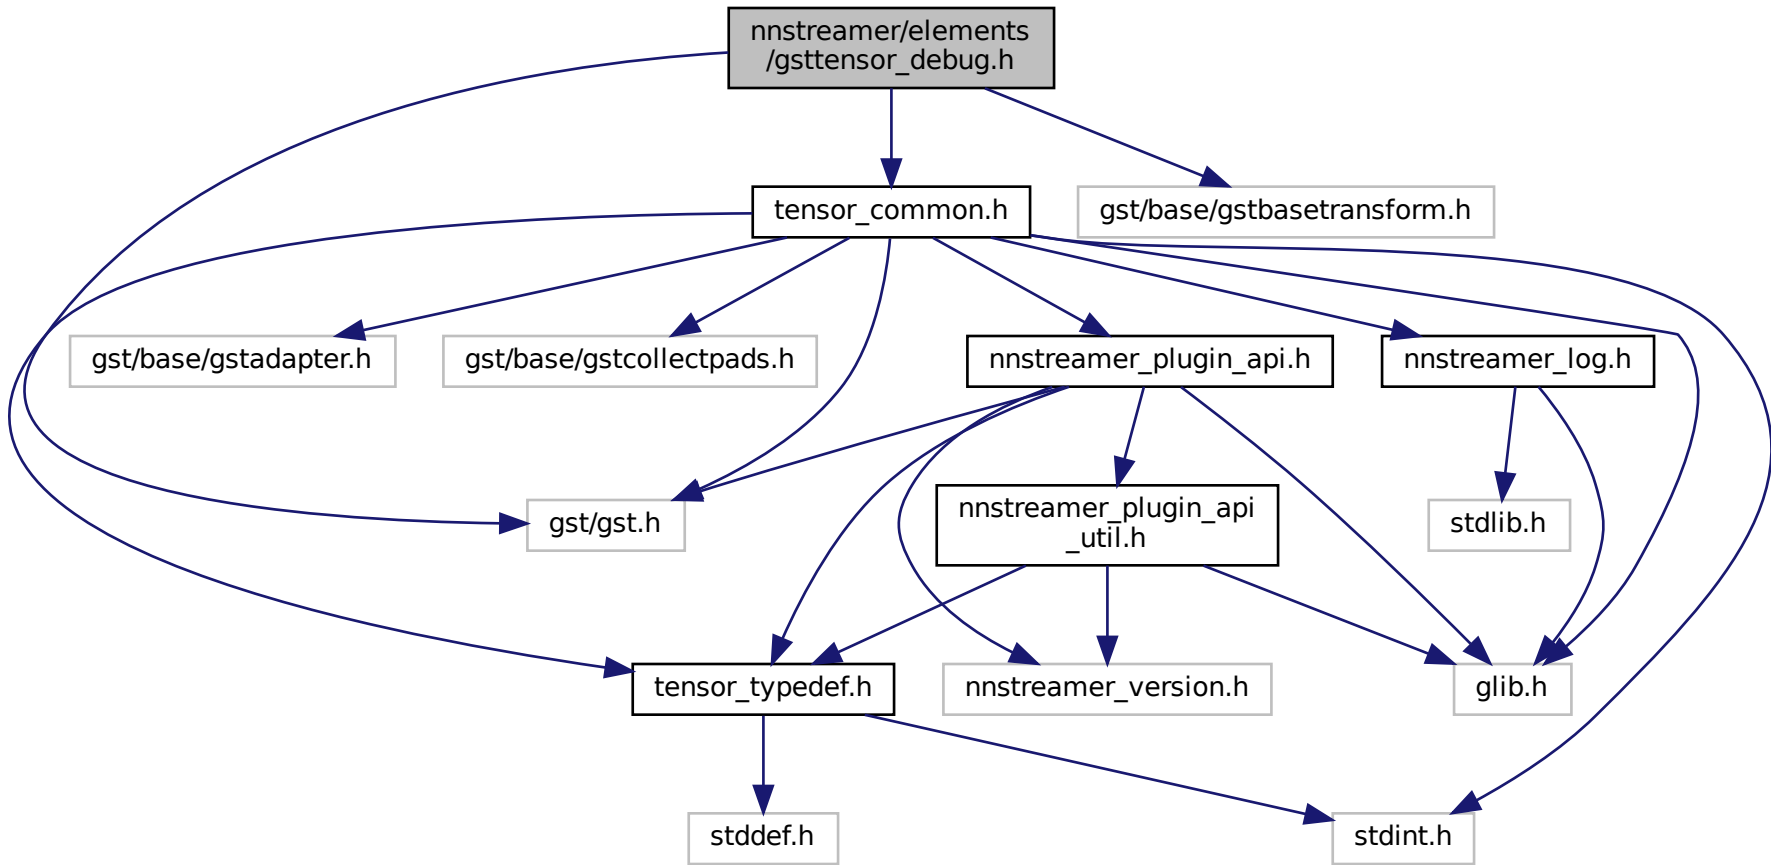 nnstreamer/elements
/gsttensor_debug.h
tensor_common.h
gst/base/gstbasetransform.h
gst/base/gstadapter.h
gst/base/gstcollectpads.h
nnstreamer_plugin_api.h
nnstreamer_log.h
gst/gst.h
nnstreamer_plugin_api
_util.h
stdlib.h
tensor_typedef.h
nnstreamer_version.h
glib.h
stddef.h
stdint.h